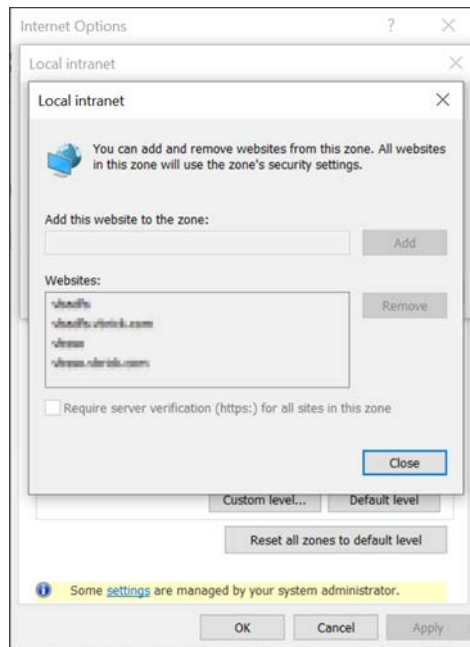 Internet Options
?
Local intranet
Local intranet
You can add and remove websites from this zone. All websites
in this zone will use the zone's security settings.
Add this website to the zone:
Add
Websites:
Remove
Require server verification (https:) for all sites in this zone
Close
Custom level...
Default level
Reset all zones to default level
Some settings are managed by your system administrator.
OK
Cancel
Apply